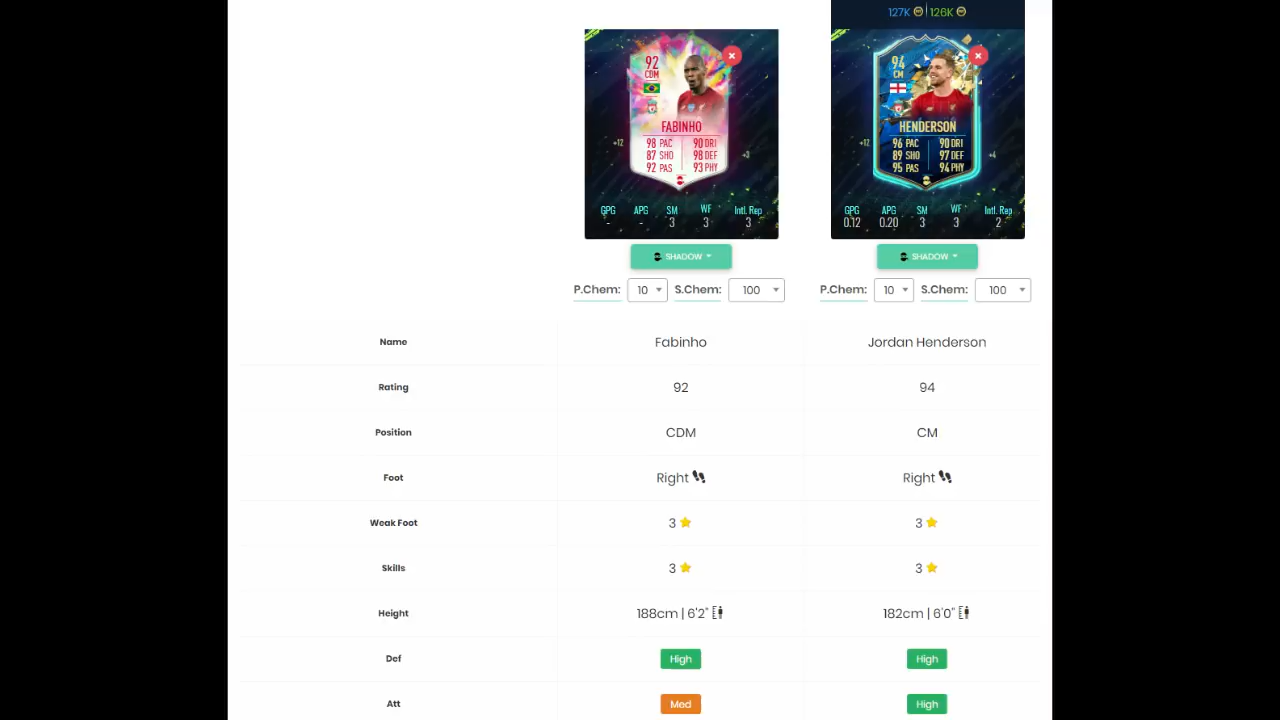 127K 126K
92
CDM
FABINHO
98 PAC 90 DRI
87 SHO 98 DEF
92 PAS 93 PHY
+12 +3
GPG APG SM WF Intl. Rep
- - 3 3 3
94
CM
HENDERSON
96 PAC 90 DRI
89 SHO 97 DEF
95 PAS 94 PHY
+12 +4
GPG APG SM WF Intl. Rep
0.12 0.20 3 3 2
SHADOW SHADOW
P.Chem: 10 S.Chem: 100 P.Chem: 10 S.Chem: 100
Name Fabinho Jordan Henderson
Rating 92 94
Position CDM CM
Foot Right Right
Weak Foot 3 3
Skills 3 3
Height 188cm | 6'2" 182cm | 6'0"
Def High High
Att Med High